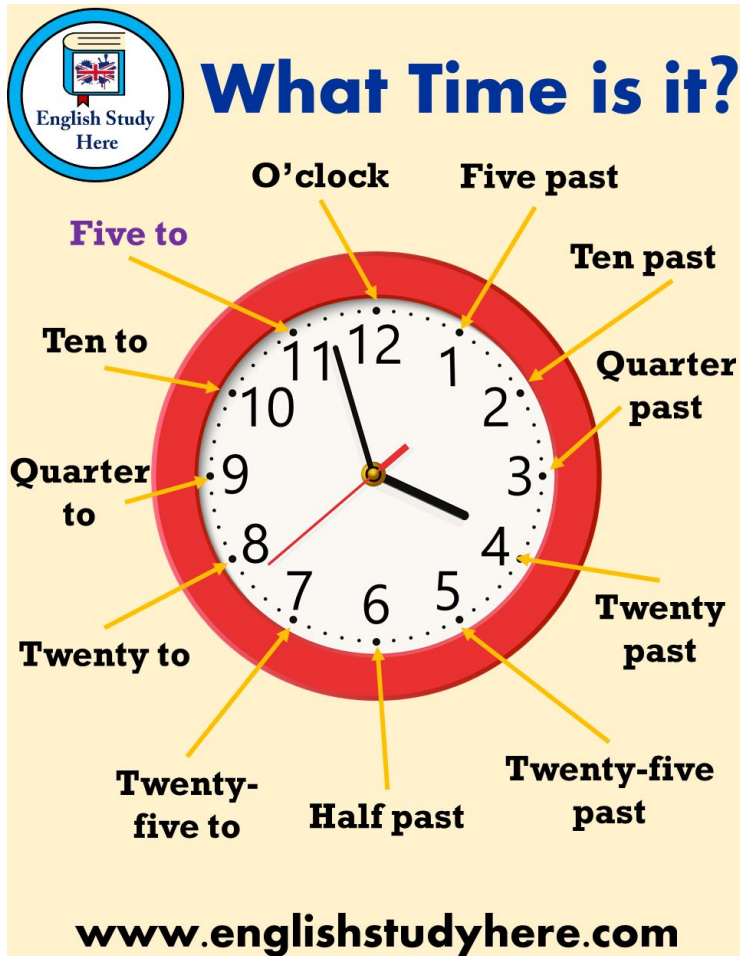 English Study
Here
What Time is it?
O'clock
Five past
Five to
Ten past
Ten to
Quarter
past
Quarter
to
Twenty
past
Twenty to
Twenty-five
past
Twenty-
five to
Half past
12
1
2
3
4
5
6
7
8
9
10
11
www.englishstudyhere.com